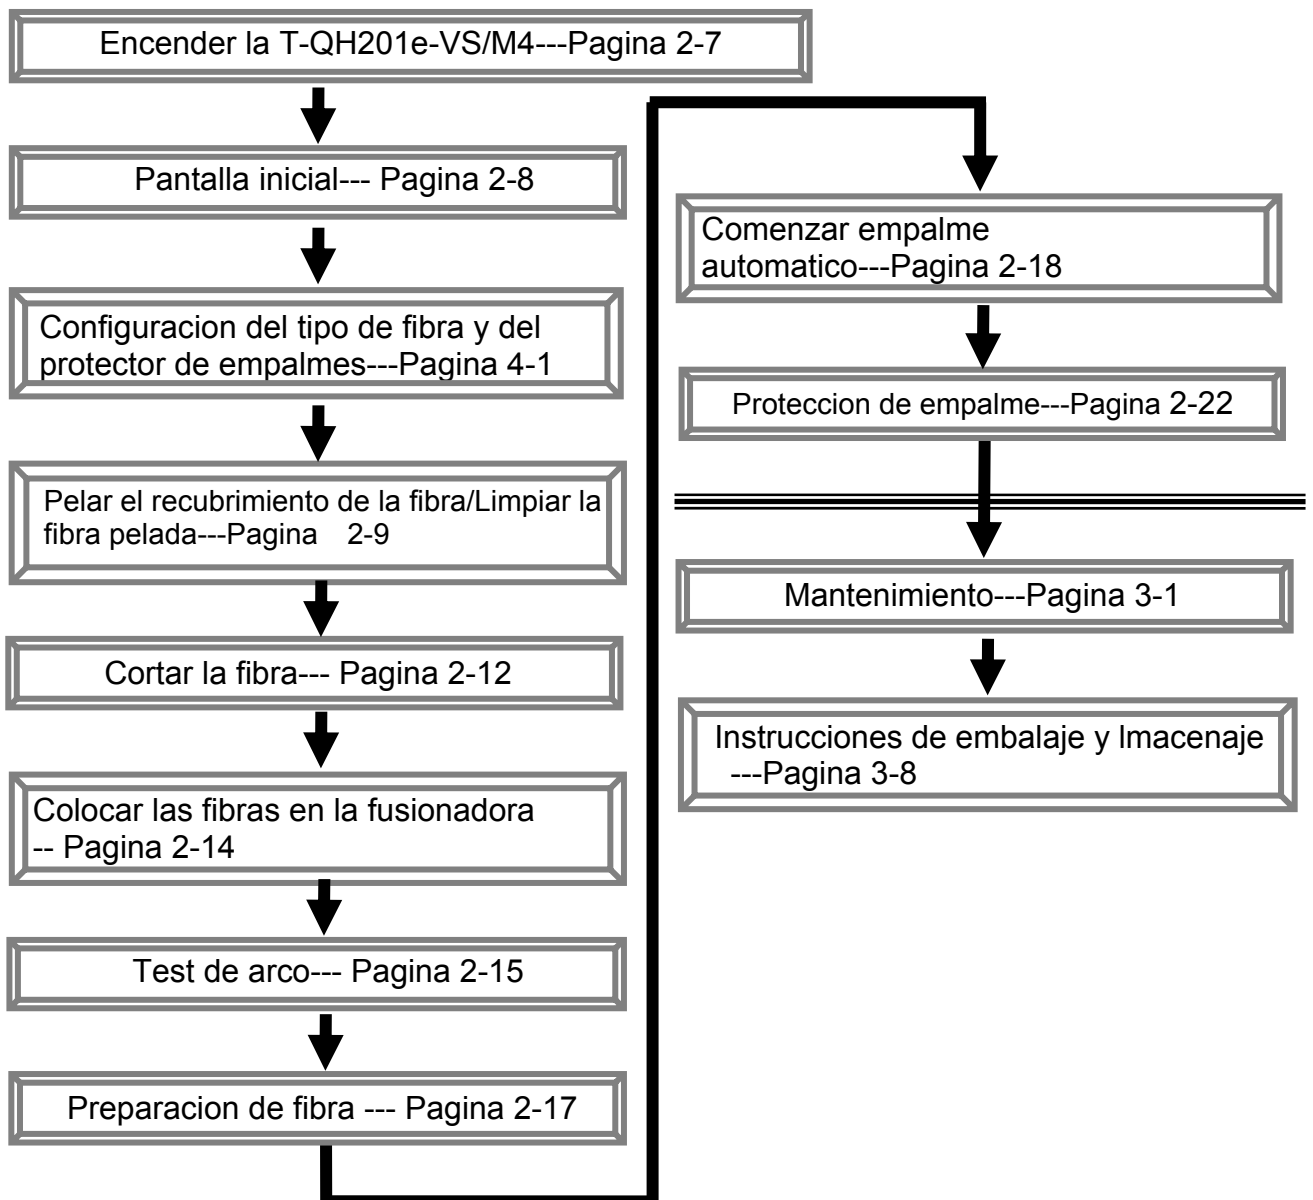 Encender la T-QH201e-VS/M4---Pagina 2-7
Pantalla inicial--- Pagina 2-8
Configuracion del tipo de fibra y del
protector de empalmes---Pagina 4-1
Pelar el recubrimiento de la fibra/Limpiar la
fibra pelada---Pagina 2-9
Cortar la fibra--- Pagina 2-12
Colocar las fibras en la fusionadora
-- Pagina 2-14
Test de arco--- Pagina 2-15
Preparacion de fibra --- Pagina 2-17
Comenzar empalme
automatico---Pagina 2-18
Proteccion de empalme---Pagina 2-22
Mantenimiento---Pagina 3-1
Instrucciones de embalaje y lmacenaje
---Pagina 3-8